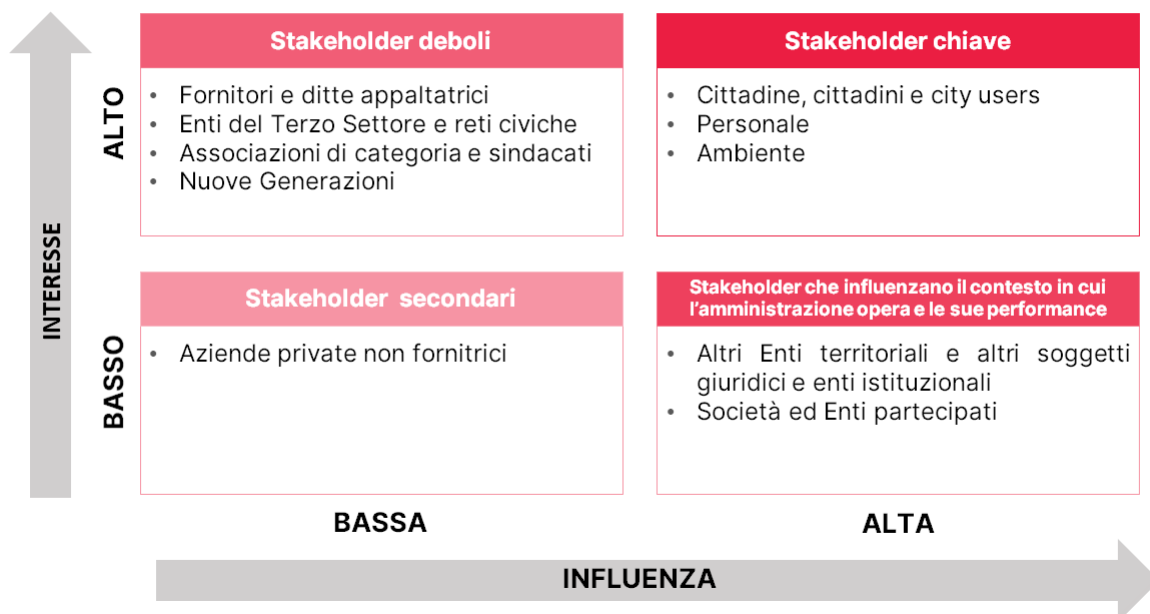 Stakeholder deboli
Stakeholder chiave
INTERESSE
ALTO
• Fornitori e ditte appaltatrici
• Enti del Terzo Settore e reti civiche
• Associazioni di categoria e sindacati
• Nuove Generazioni
• Cittadine, cittadini e city users
• Personale
• Ambiente
BASSO
Stakeholder secondari
• Aziende private non fornitrici
Stakeholder che influenzano il contesto in cui
l'amministrazione opera e le sue performance
• Altri Enti territoriali e altri soggetti
giuridici e enti istituzionali
• Società ed Enti partecipati
BASSA
ALTA
INFLUENZA